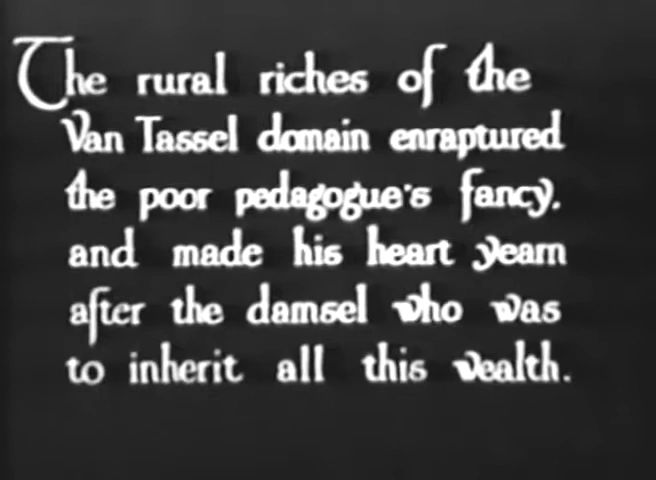 The rural riches of the
Van Tassel domain enraptured
the poor pedagogue's fancy,
and made his heart yearn
after the damsel who was
to inherit all this wealth.